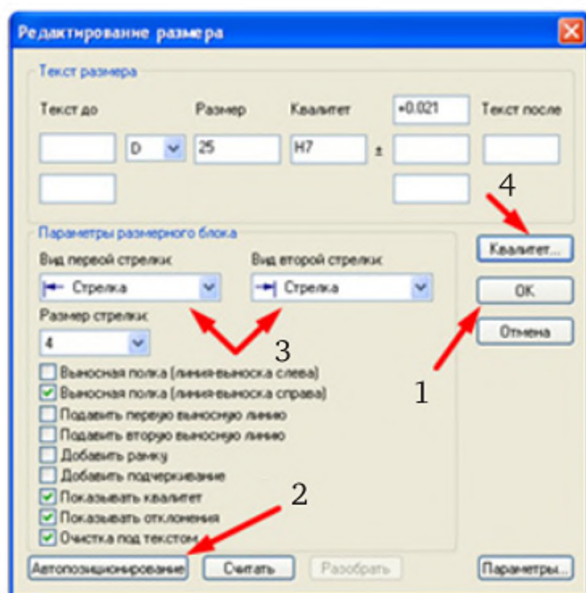 Редактирование размера
Текст размера
+0.021
Текст до Размер Квалитет Текст после
D 25 H7 ±
4
Параметры размерного блока
Квалитет...
Вид первой стрелки: Вид второй стрелки:
Стрелка Стрелка
OK
Размер стрелки:
4
3
Отмена
1
Выносная полка (линия-выноска слева)
Выносная полка (линия-выноска справа)
Подавить первую выносную линию
Подавить вторую выносную линию
Добавить рамку
Добавить подчеркивание
2
Показывать квалитет
Показывать отклонения
Очистка под текстом
Автопозиционирование Считать Разобрать Параметры...